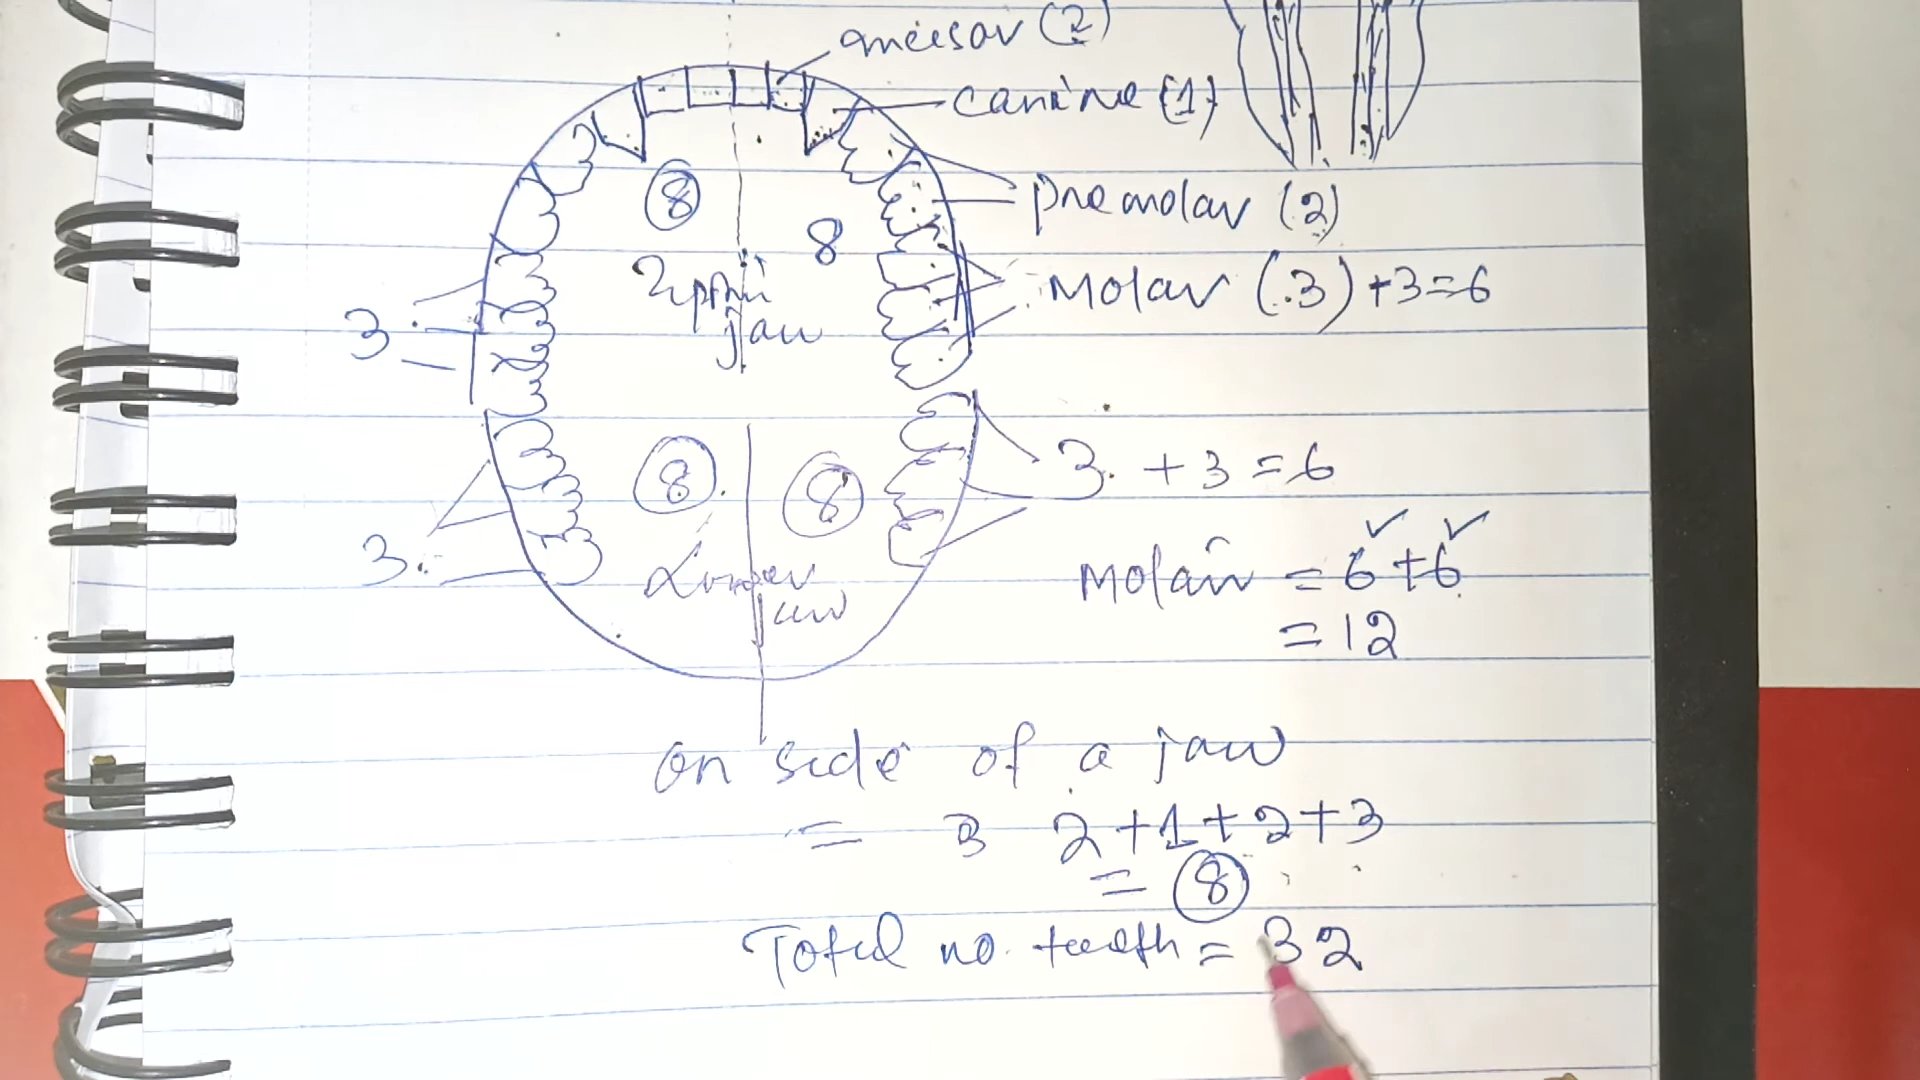 incisor (2)
canine (1)
premolar (2)
8
8
Upper
jaw
Molar (3) + 3 = 6
3
8
8
3 + 3 = 6
3
Lower
jaw
Molar = 6 + 6
= 12
on side of a jaw
= 3 2 + 1 + 2 + 3
= 8
Total no. teeth = 32